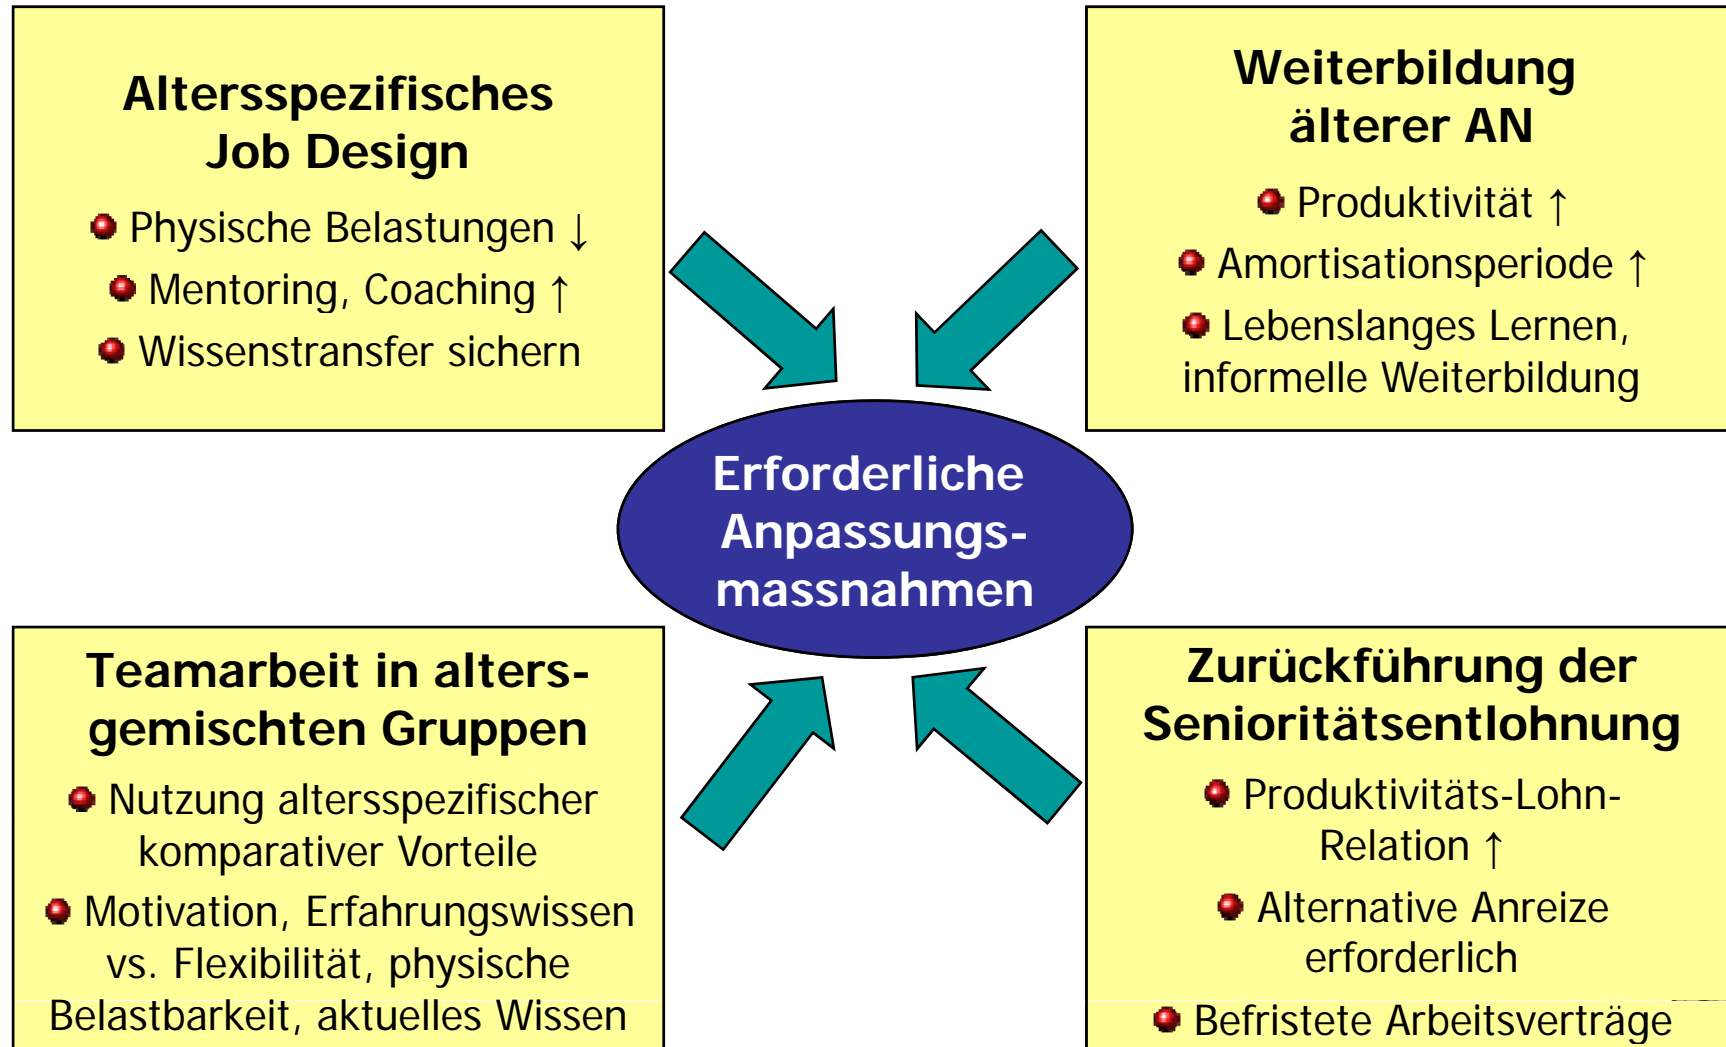 Altersspezifisches
Job Design
Physische Belastungen ↓
Mentoring, Coaching ↑
Wissenstransfer sichern
Weiterbildung
älterer AN
Produktivität ↑
Amortisationsperiode ↑
Lebenslanges Lernen,
informelle Weiterbildung
Erforderliche
Anpassungs-
massnahmen
Teamarbeit in alters-
gemischten Gruppen
Nutzung altersspezifischer
komparativer Vorteile
Motivation, Erfahrungswissen
vs. Flexibilität, physische
Belastbarkeit, aktuelles Wissen
Zurückführung der
Senioritätsentlohnung
Produktivitäts-Lohn-
Relation ↑
Alternative Anreize
erforderlich
Befristete Arbeitsverträge